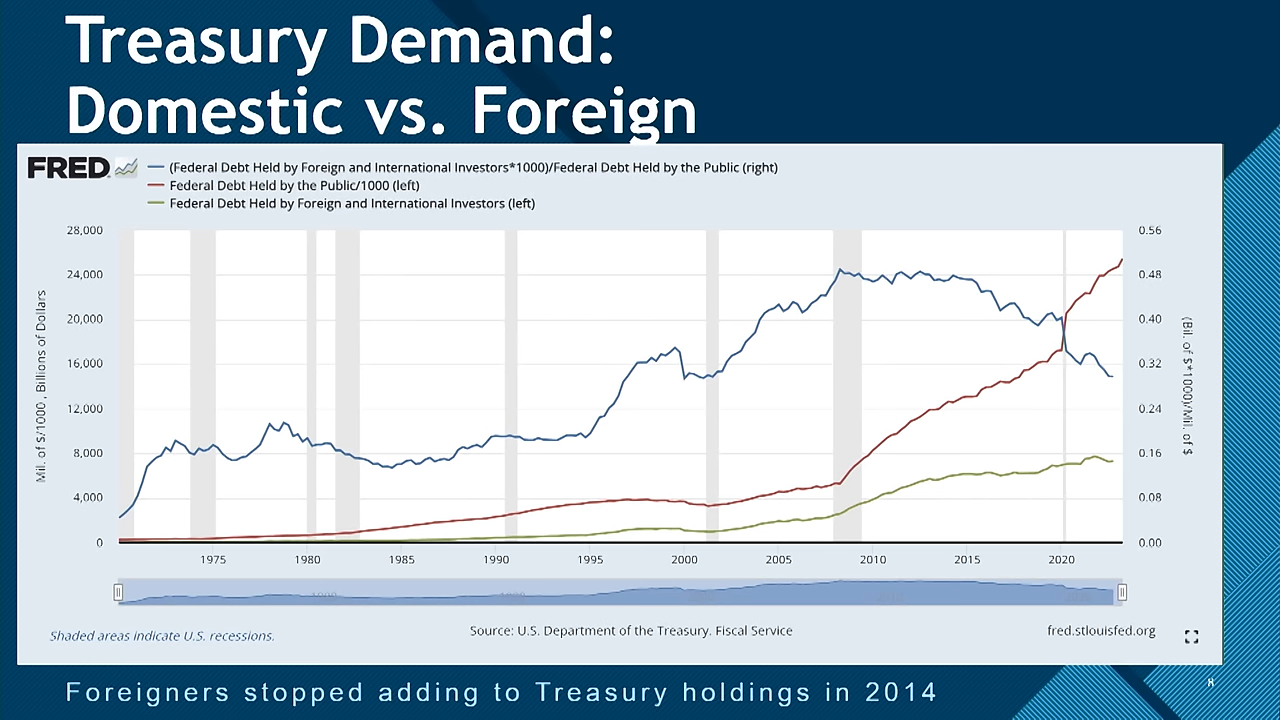 Treasury Demand:
Domestic vs. Foreign
FRED
(Federal Debt Held by Foreign and International Investors*1000)/Federal Debt Held by the Public (right)
Federal Debt Held by the Public/1000 (left)
Federal Debt Held by Foreign and International Investors (left)
28,000
24,000
20,000
16,000
12,000
8,000
4,000
0
Mil. of $/1000 , Billions of Dollars
0.56
0.48
0.40
0.32
0.24
0.16
0.08
0.00
(Bil. of $*1000)/Mil. of $
1975 1980 1985 1990 1995 2000 2005 2010 2015 2020
1980 1990
Shaded areas indicate U.S. recessions.
Source: U.S. Department of the Treasury. Fiscal Service
fred.stlouisfed.org
Foreigners stopped adding to Treasury holdings in 2014
8